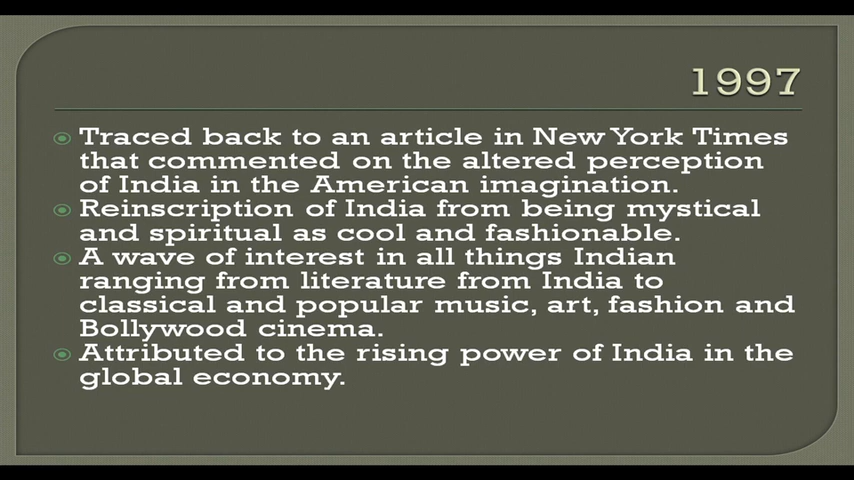 1997
Traced back to an article in New York Times
that commented on the altered perception
of India in the American imagination.
Reinscription of India from being mystical
and spiritual as cool and fashionable.
A wave of interest in all things Indian
ranging from literature from India to
classical and popular music, art, fashion and
Bollywood cinema.
Attributed to the rising power of India in the
global economy.